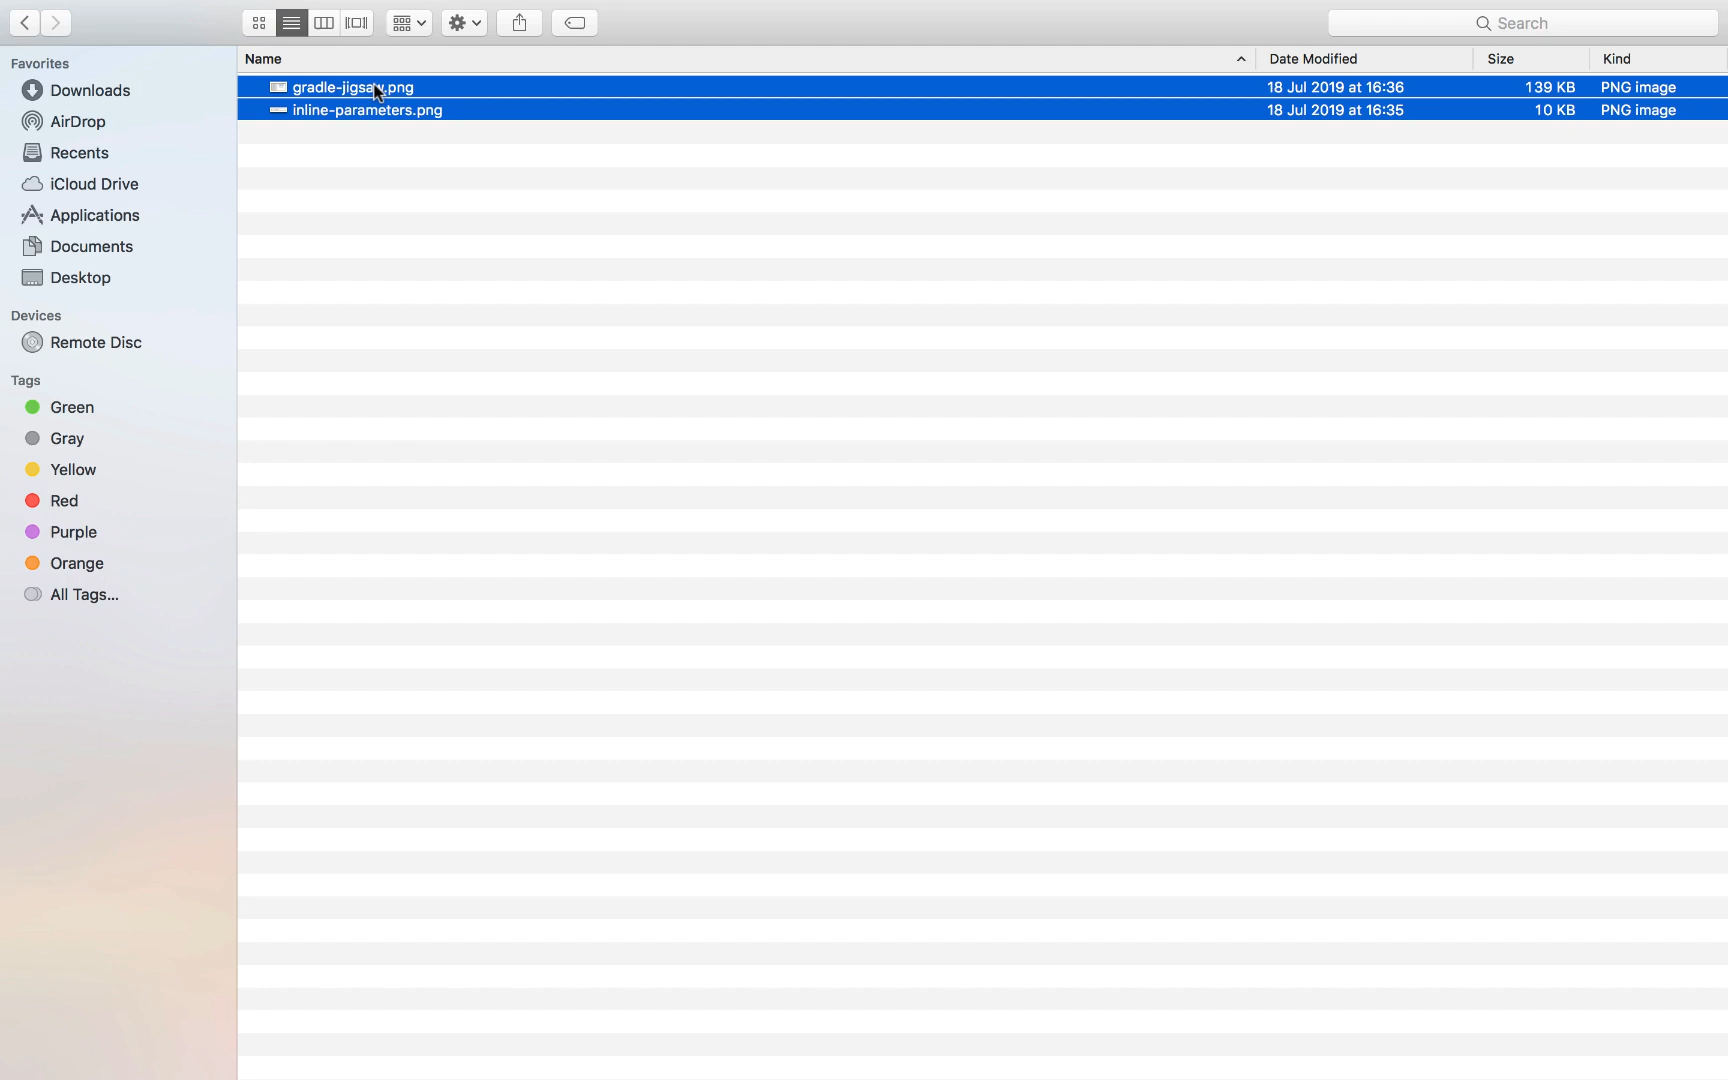 Search
Favorites
Downloads
AirDrop
Recents
iCloud Drive
Applications
Documents
Desktop
Devices
Remote Disc
Tags
Green
Gray
Yellow
Red
Purple
Orange
All Tags...
Name Date Modified Size Kind
gradle-jigsaw.png 18 Jul 2019 at 16:36 139 KB PNG image
inline-parameters.png 18 Jul 2019 at 16:35 10 KB PNG image